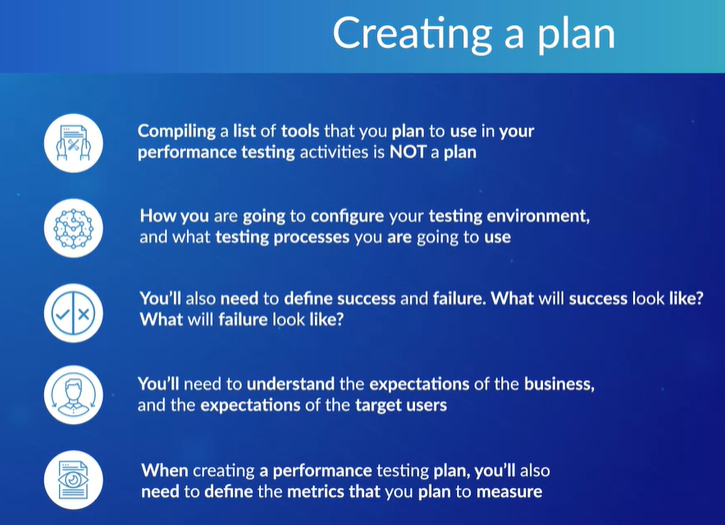 Creating a plan
Compiling a list of tools that you plan to use in your
performance testing activities is NOT a plan
How you are going to configure your testing environment,
and what testing processes you are going to use
You'll also need to define success and failure. What will success look like?
What will failure look like?
You'll need to understand the expectations of the business,
and the expectations of the target users
When creating a performance testing plan, you'll also
need to define the metrics that you plan to measure